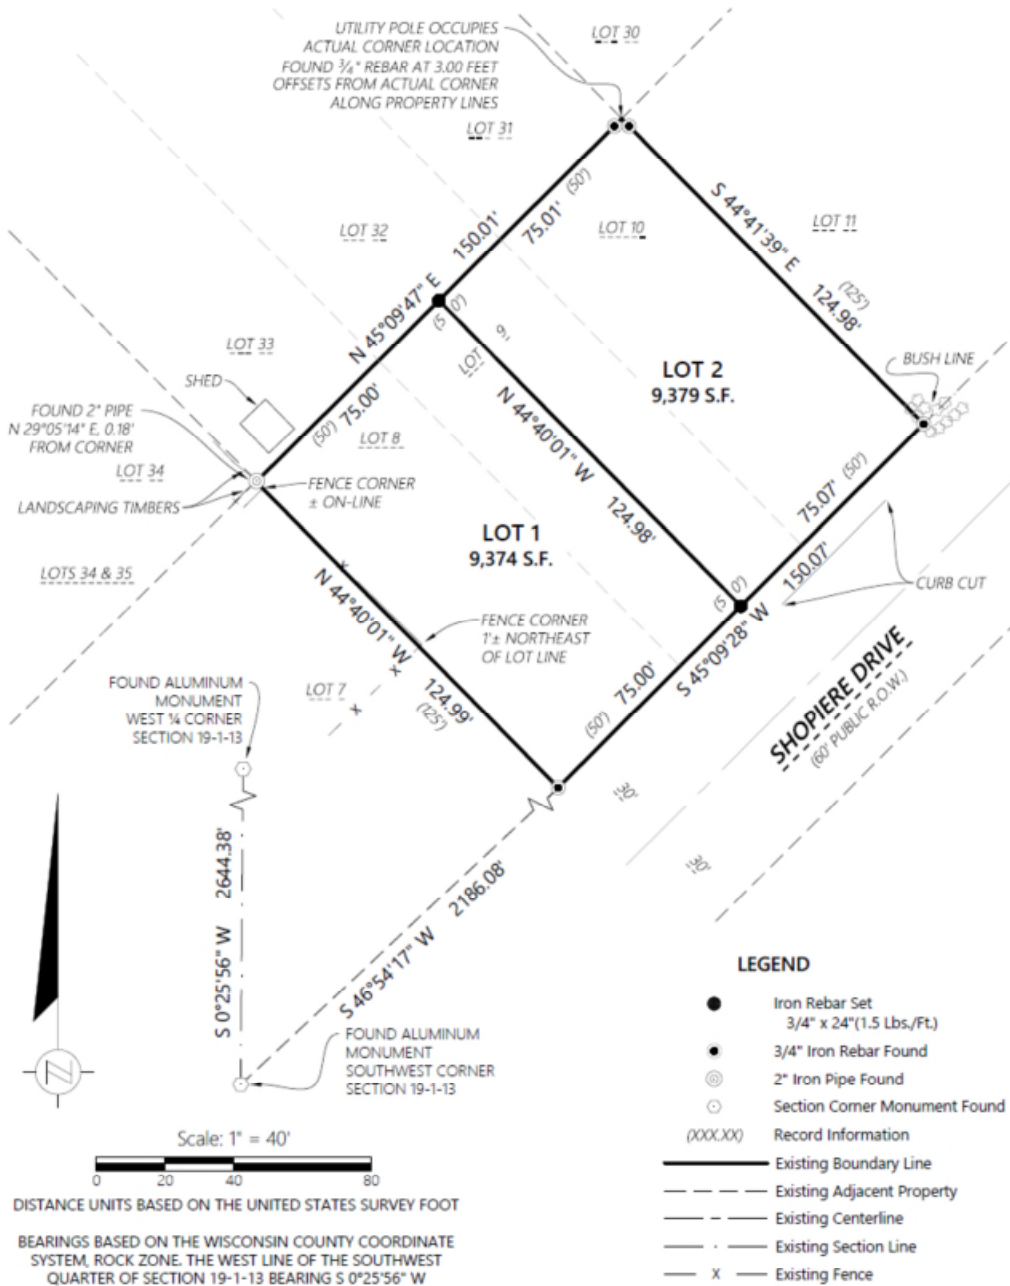 UTILITY POLE OCCUPIES
ACTUAL CORNER LOCATION
FOUND ¾" REBAR AT 3.00 FEET
OFFSETS FROM ACTUAL CORNER
ALONG PROPERTY LINES
LOT 30
LOT 31
LOT 32
150.01'
75.01'
(50')
LOT 10
S 44°41'39" E
LOT 11
(125')
124.98'
N 45°09'47" E
LOT 33
SHED
LOT
LOT 2
9,379 S.F.
BUSH LINE
FOUND 2" PIPE
N 29°05'14" E, 0.18'
FROM CORNER
75.00'
(50')
LOT 8
N 44°40'01" W
124.98'
LOT 34
LANDSCAPING TIMBERS
FENCE CORNER
± ON-LINE
75.07'
(50')
150.07'
LOT 1
9,374 S.F.
LOTS 34 & 35
CURB CUT
N 44°40'01" W
FENCE CORNER
1'± NORTHEAST
OF LOT LINE
S 45°09'28" W
75.00'
(50')
SHOPIERE DRIVE
(60' PUBLIC R.O.W.)
FOUND ALUMINUM
MONUMENT
WEST ¼ CORNER
SECTION 19-1-13
LOT 7
X
X
X
124.99'
(125')
30'
30'
S 0°25'56" W 2644.38'
S 46°54'17" W 2186.08'
FOUND ALUMINUM
MONUMENT
SOUTHWEST CORNER
SECTION 19-1-13
Scale: 1" = 40'
0 20 40 80
DISTANCE UNITS BASED ON THE UNITED STATES SURVEY FOOT
BEARINGS BASED ON THE WISCONSIN COUNTY COORDINATE
SYSTEM, ROCK ZONE. THE WEST LINE OF THE SOUTHWEST
QUARTER OF SECTION 19-1-13 BEARING S 0°25'56" W
LEGEND
Iron Rebar Set
3/4" x 24"(1.5 Lbs./Ft.)
3/4" Iron Rebar Found
2" Iron Pipe Found
Section Corner Monument Found
(XXX.XX) Record Information
Existing Boundary Line
Existing Adjacent Property
Existing Centerline
Existing Section Line
X Existing Fence